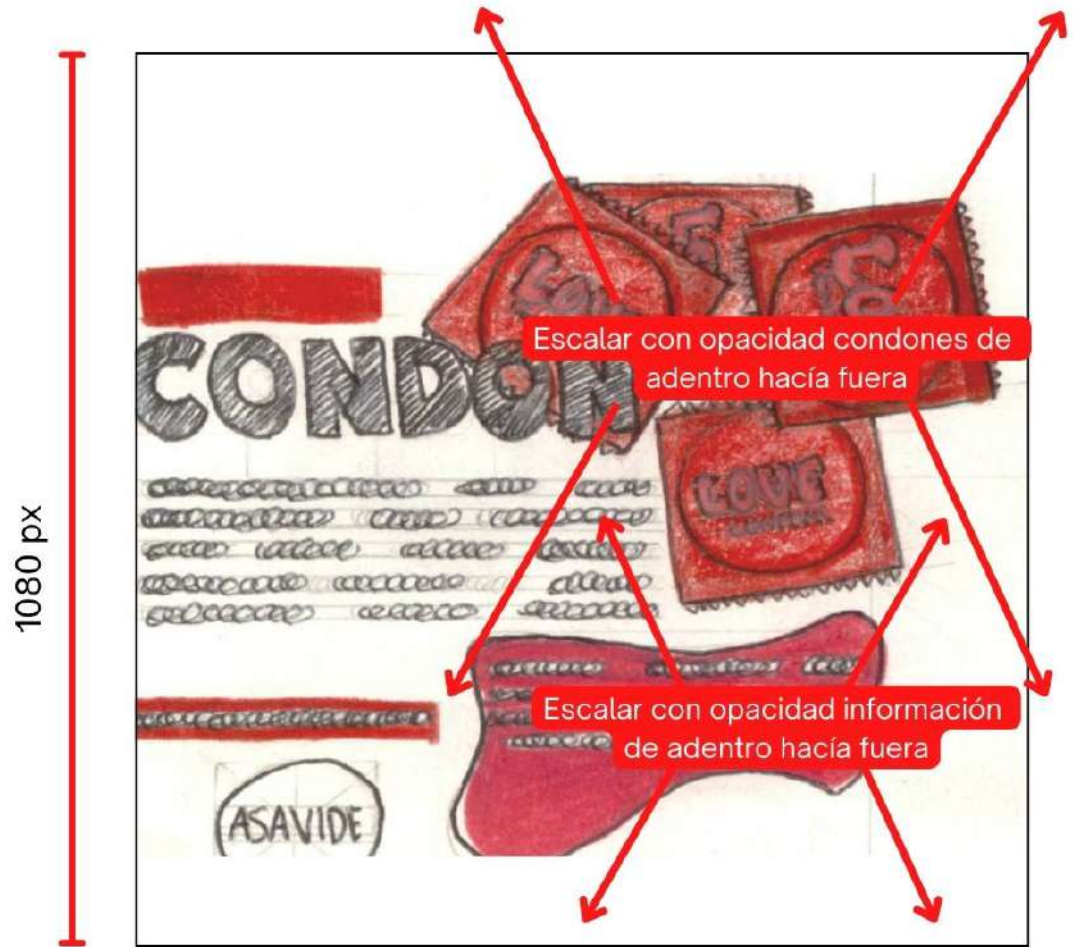 1080 px
Escalar con opacidad condones de
adentro hacía fuera
CONDON
LOVE
Escalar con opacidad información
de adentro hacía fuera
ASAVIDE